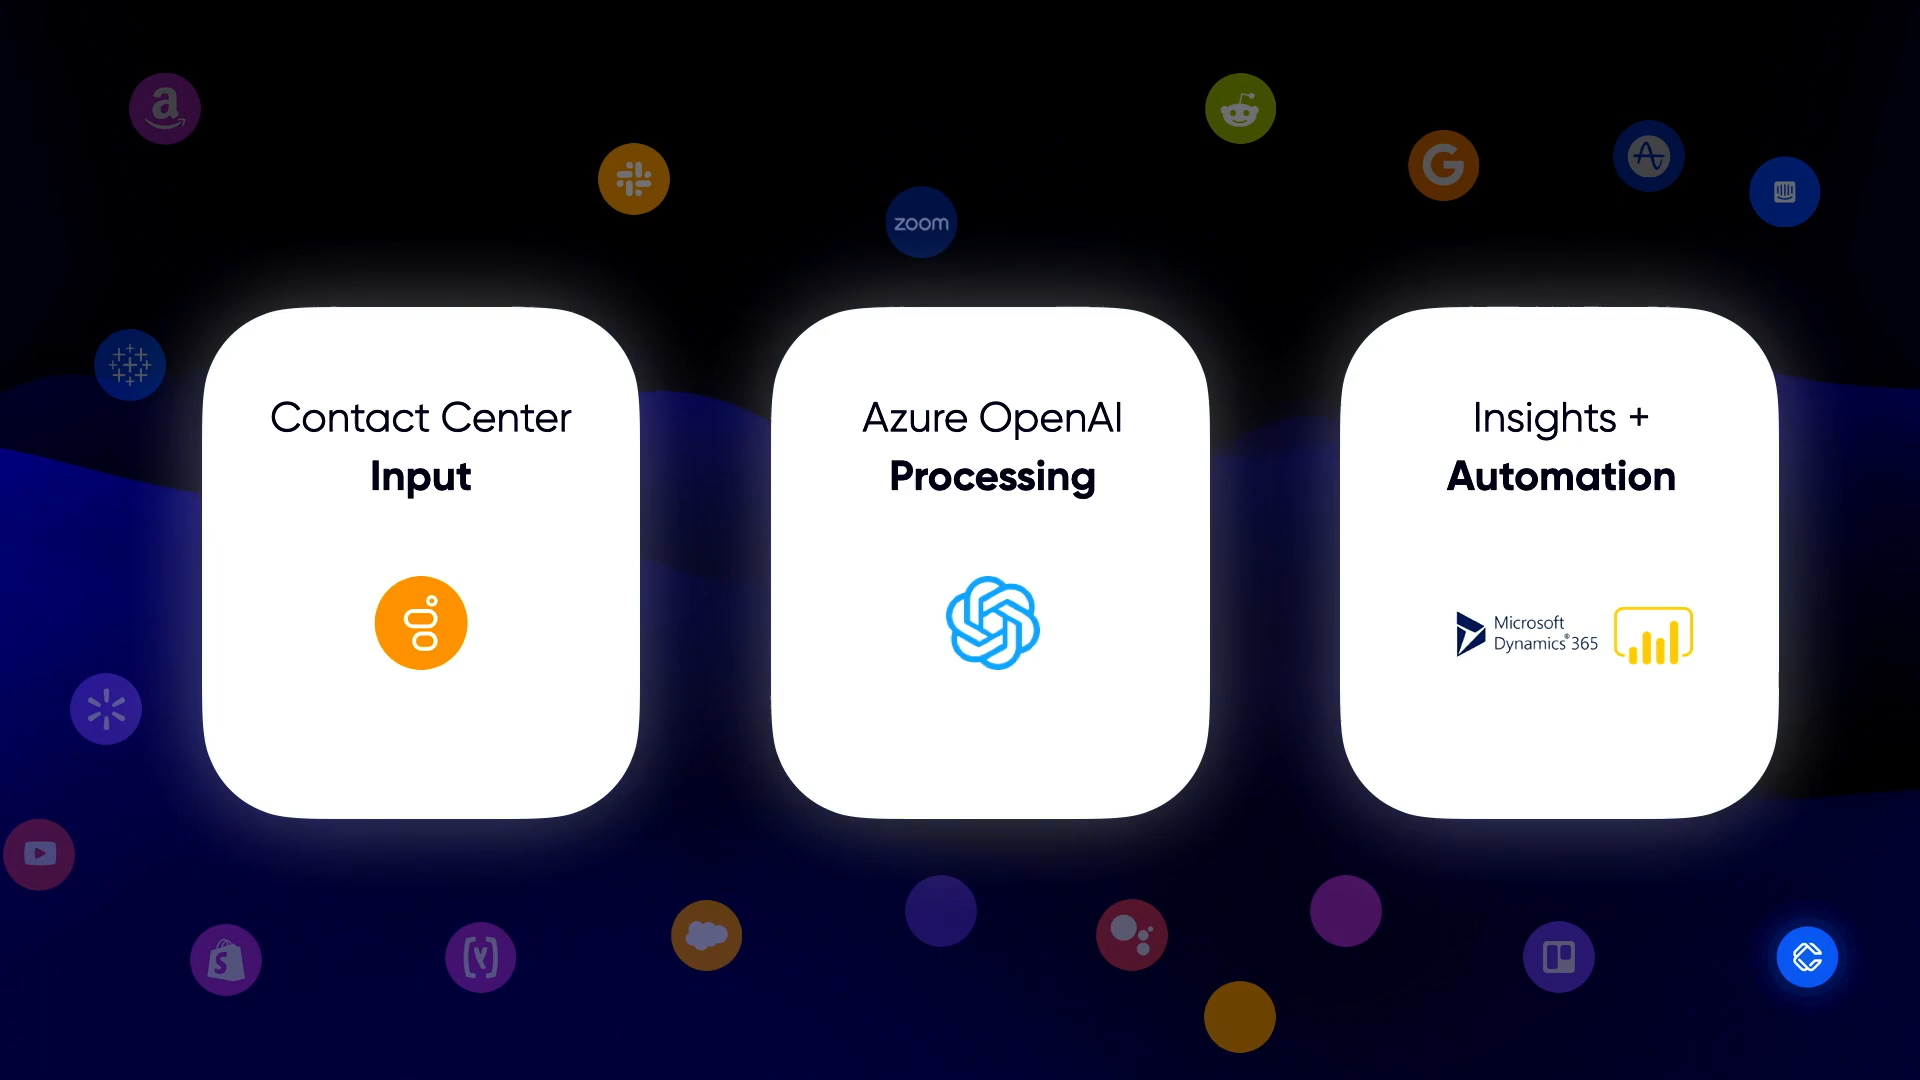 zoom
Contact Center
Input
Azure OpenAI
Processing
Insights +
Automation
Microsoft
Dynamics®365